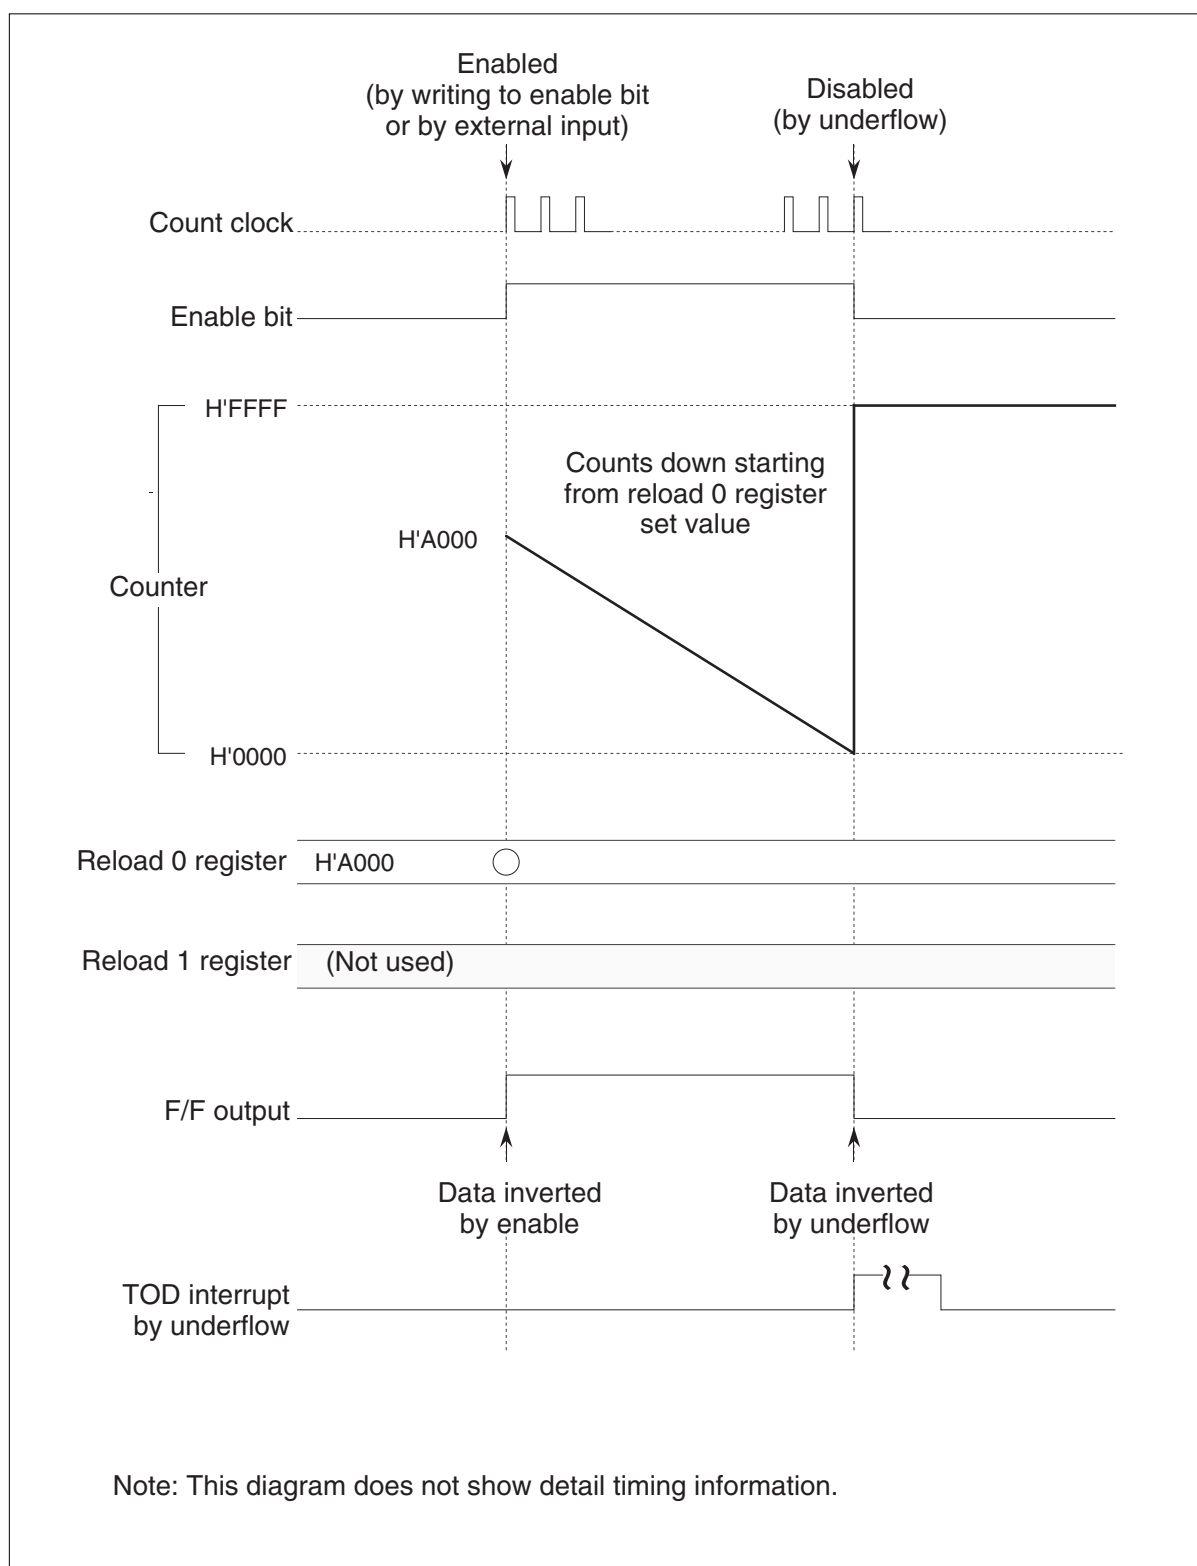 Enabled
(by writing to enable bit
or by external input)
Disabled
(by underflow)
Count clock
Enable bit
H'FFFF
Counts down starting
from reload 0 register
set value
H'A000
Counter
H'0000
Reload 0 register
H'A000
Reload 1 register
(Not used)
F/F output
Data inverted
by enable
Data inverted
by underflow
TOD interrupt
by underflow
Note: This diagram does not show detail timing information.